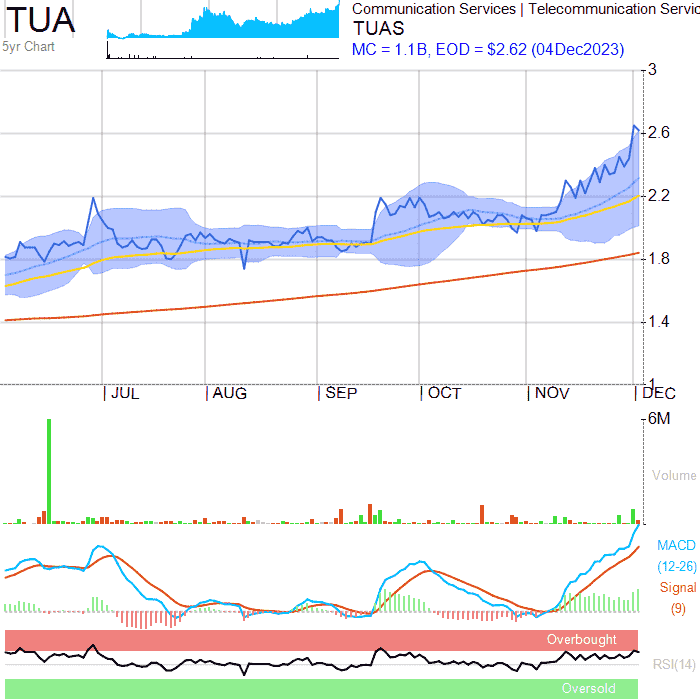 TUA
5yr Chart
Communication Services | Telecommunication Servic
TUAS
MC = 1.1B, EOD = $2.62 (04Dec2023)
3
2.6
2.2
1.8
1.4
1
JUL
AUG
SEP
OCT
NOV
DEC
6M
Volume
MACD
(12-26)
Signal
(9)
Overbought
RSI(14)
Oversold